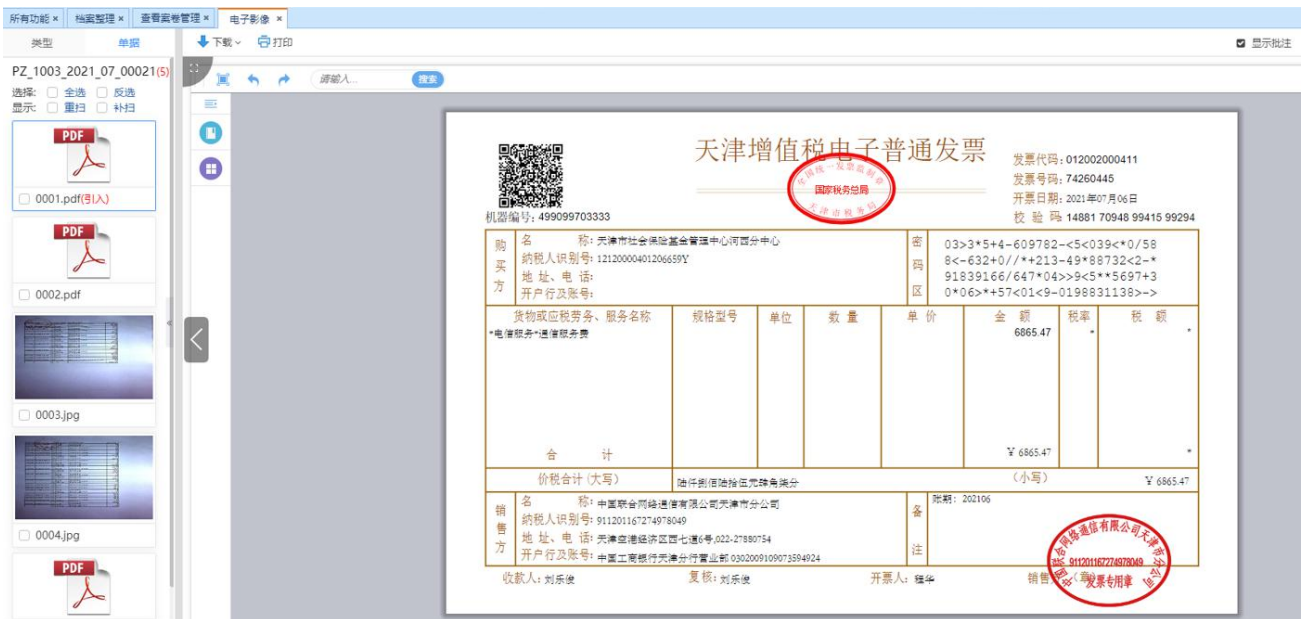 所有功能 × 档案整理 × 查看案卷管理 × 电子影像 ×
类型 单据
下载 打印
显示批注
PZ_1003_2021_07_00021(5)
选择: 全选 反选
显示: 重扫 补扫
PDF
0001.pdf(引入)
PDF
0002.pdf
0003.jpg
0004.jpg
PDF
请输入... 搜索
天津增值税电子普通发票
全国统一发票监制章
国家税务总局
天津市税务局
机器编号: 499099703333
发票代码: 012002000411
发票号码: 74260445
开票日期: 2021年07月06日
校 验 码: 14881 70948 99415 99294
购买方
名 称: 天津市社会保险基金管理中心河西分中心
纳税人识别号: 12120000401206659Y
地 址、电 话:
开户行及账号:
密码区
03>3*5+4-609782-<5<039<*0/58
8<-632+0//*+213-49*88732<2-*
91839166/647*04>>9<5**5697+3
0*06>*+57<01<9-0198831138>->
货物或应税劳务、服务名称 规格型号 单位 数 量 单 价 金 额 税率 税 额
*电信服务*通信服务费 6865.47 * *
合 计 ¥ 6865.47 *
价税合计(大写) 陆仟捌佰陆拾伍元肆角柒分 (小写) ¥ 6865.47
销售方
名 称: 中国联合网络通信有限公司天津市分公司
纳税人识别号: 911201167274978049
地 址、电 话: 天津空港经济区西七道6号,022-27880754
开户行及账号: 中国工商银行天津分行营业部 0302009109073594924
备注
账期: 202106
收款人: 刘乐俊 复核: 刘乐俊 开票人: 程华 销售方:(章)
中国联合网络通信有限公司天津市分公司
911201167274978049
发票专用章